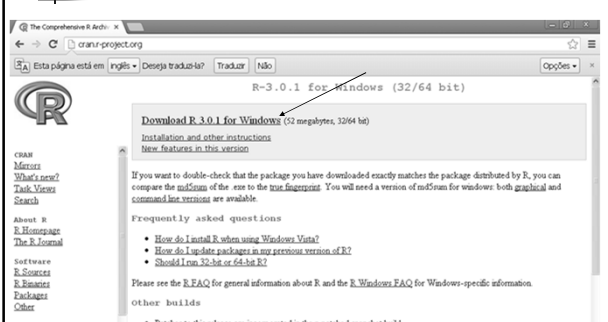 The Comprehensive R Archi
cran.r-project.org
Esta página está em inglês Deseja traduzi-la? Traduzir Não Opções
R
R-3.0.1 for Windows (32/64 bit)
Download R 3.0.1 for Windows (52 megabytes, 32/64 bit)
Installation and other instructions
New features in this version
CRAN
Mirrors
What's new?
Task Views
Search
About R
R Homepage
The R Journal
Software
R Sources
R Binaries
Packages
Other
If you want to double-check that the package you have downloaded exactly matches the package distributed by R, you can
compare the md5sum of the .exe to the true fingerprint. You will need a version of md5sum for windows: both graphical and
command line versions are available.
Frequently asked questions
How do I install R when using Windows Vista?
How do I update packages in my previous version of R?
Should I run 32-bit or 64-bit R?
Please see the R FAQ for general information about R and the R Windows FAQ for Windows-specific information.
Other builds